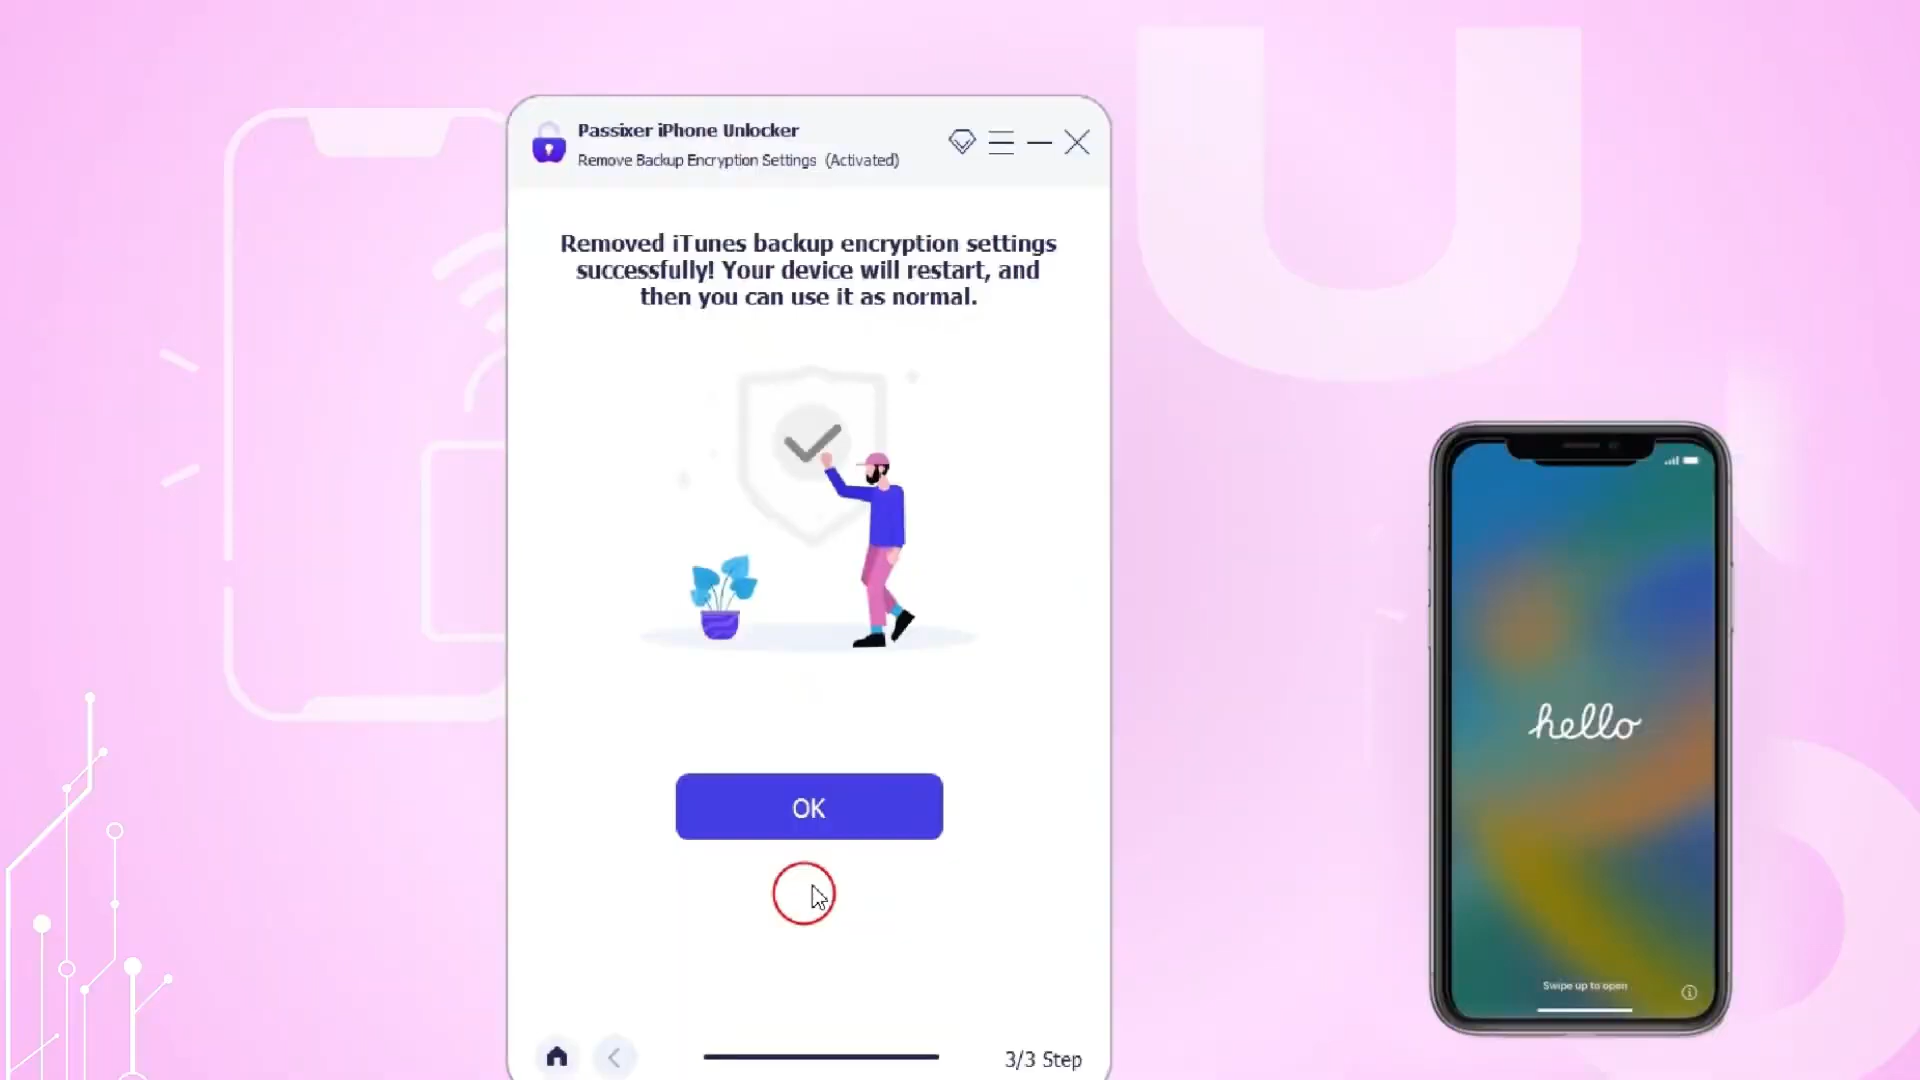 Passixer iPhone Unlocker
Remove Backup Encryption Settings (Activated)
Removed iTunes backup encryption settings
successfully! Your device will restart, and
then you can use it as normal.
OK
3/3 Step
hello
Swipe up to open